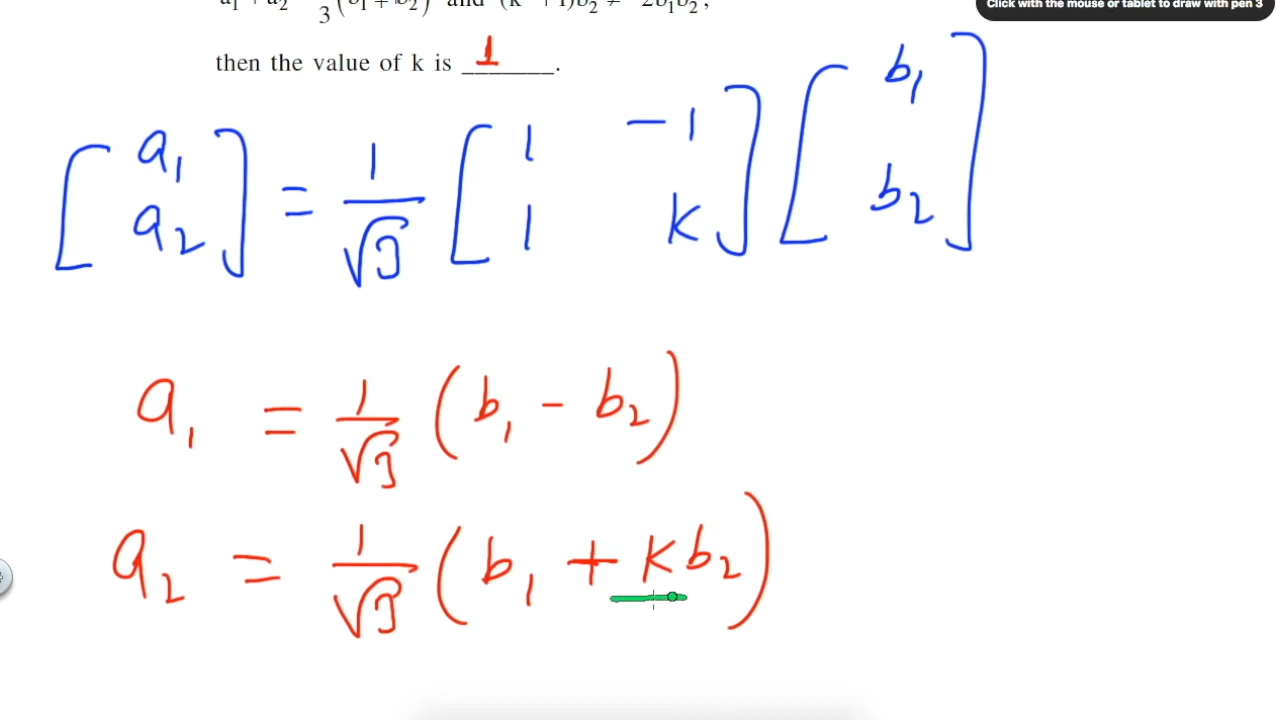 Click with the mouse or tablet to draw with pen 3
then the value of k is 1.
[a₁ a₂] = 1/√3 [1 -1 1 k] [b₁ b₂]
a₁ = 1/√3 (b₁ - b₂)
a₂ = 1/√3 (b₁ + kb₂)